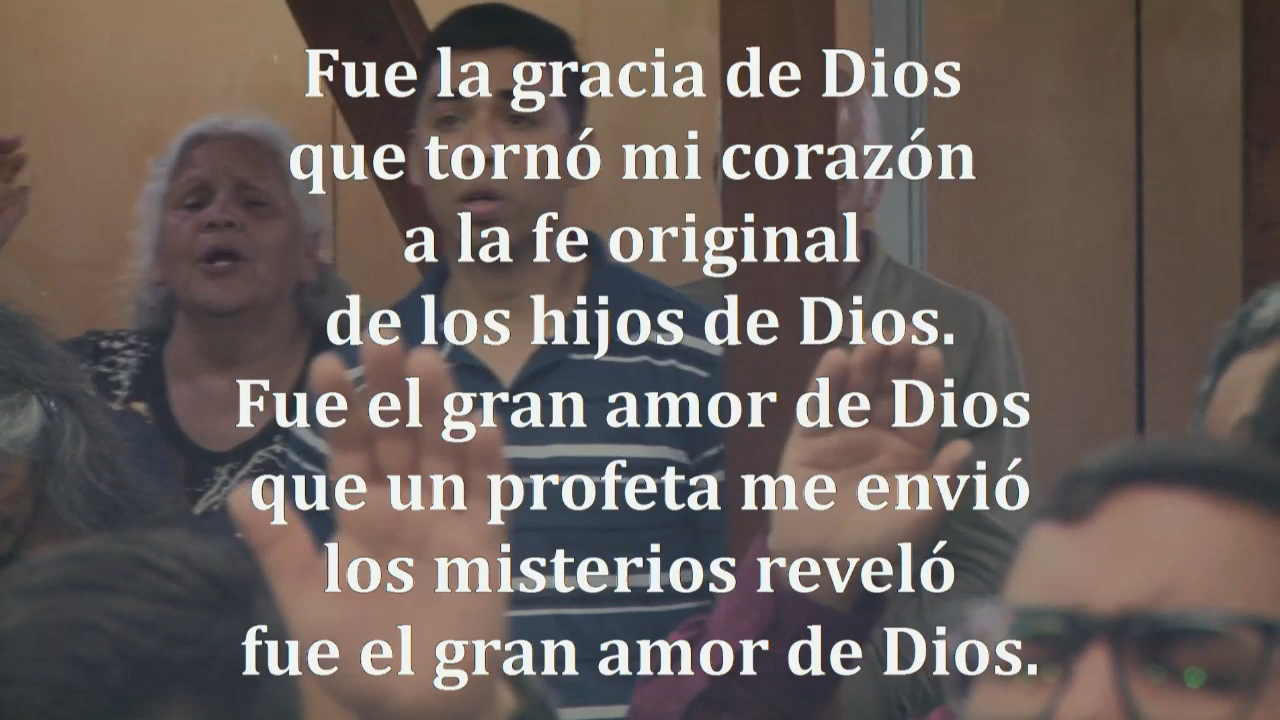 Fue la gracia de Dios
que tornó mi corazón
a la fe original
de los hijos de Dios.
Fue el gran amor de Dios
que un profeta me envió
los misterios reveló
fue el gran amor de Dios.